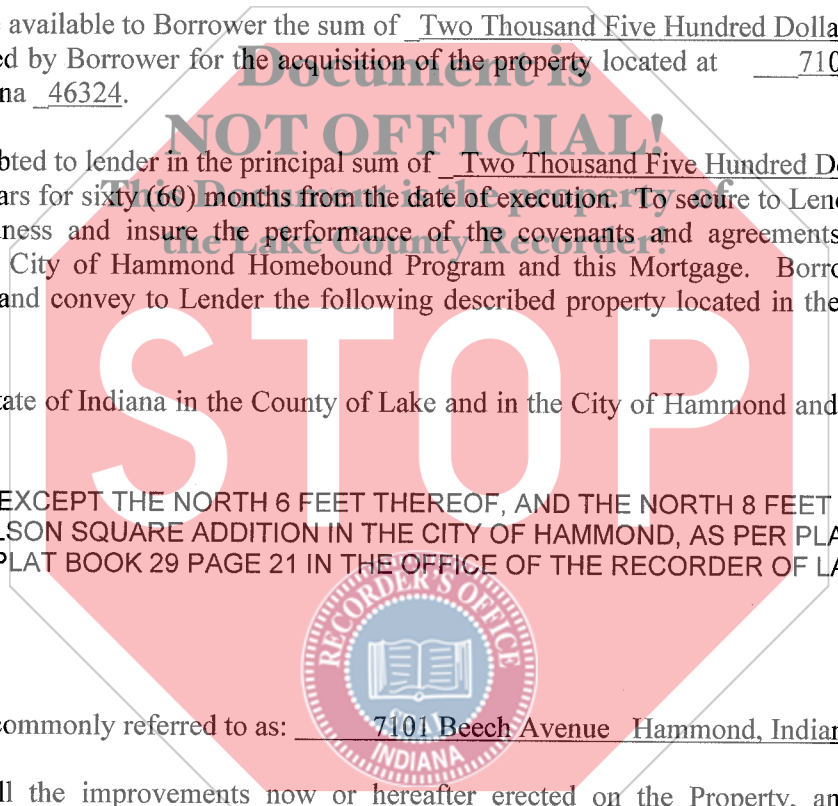 e available to Borrower the sum of Two Thousand Five Hundred Dolla
ed by Borrower for the acquisition of the property located at 710
na 46324.
Document is
NOT OFFICIAL!
This Document is the property of
the Lake County Recorder!
bted to lender in the principal sum of Two Thousand Five Hundred D
ars for sixty (60) months from the date of execution. To secure to Lend
ness and insure the performance of the covenants and agreements
City of Hammond Homebound Program and this Mortgage. Borro
and convey to Lender the following described property located in the
STOP
tate of Indiana in the County of Lake and in the City of Hammond and
EXCEPT THE NORTH 6 FEET THEREOF, AND THE NORTH 8 FEET
LSON SQUARE ADDITION IN THE CITY OF HAMMOND, AS PER PLA
PLAT BOOK 29 PAGE 21 IN THE OFFICE OF THE RECORDER OF LA
RECORDER'S OFFICE
commonly referred to as: 7101 Beech Avenue Hammond, Indian
INDIANA
ll the improvements now or hereafter erected on the Property, an